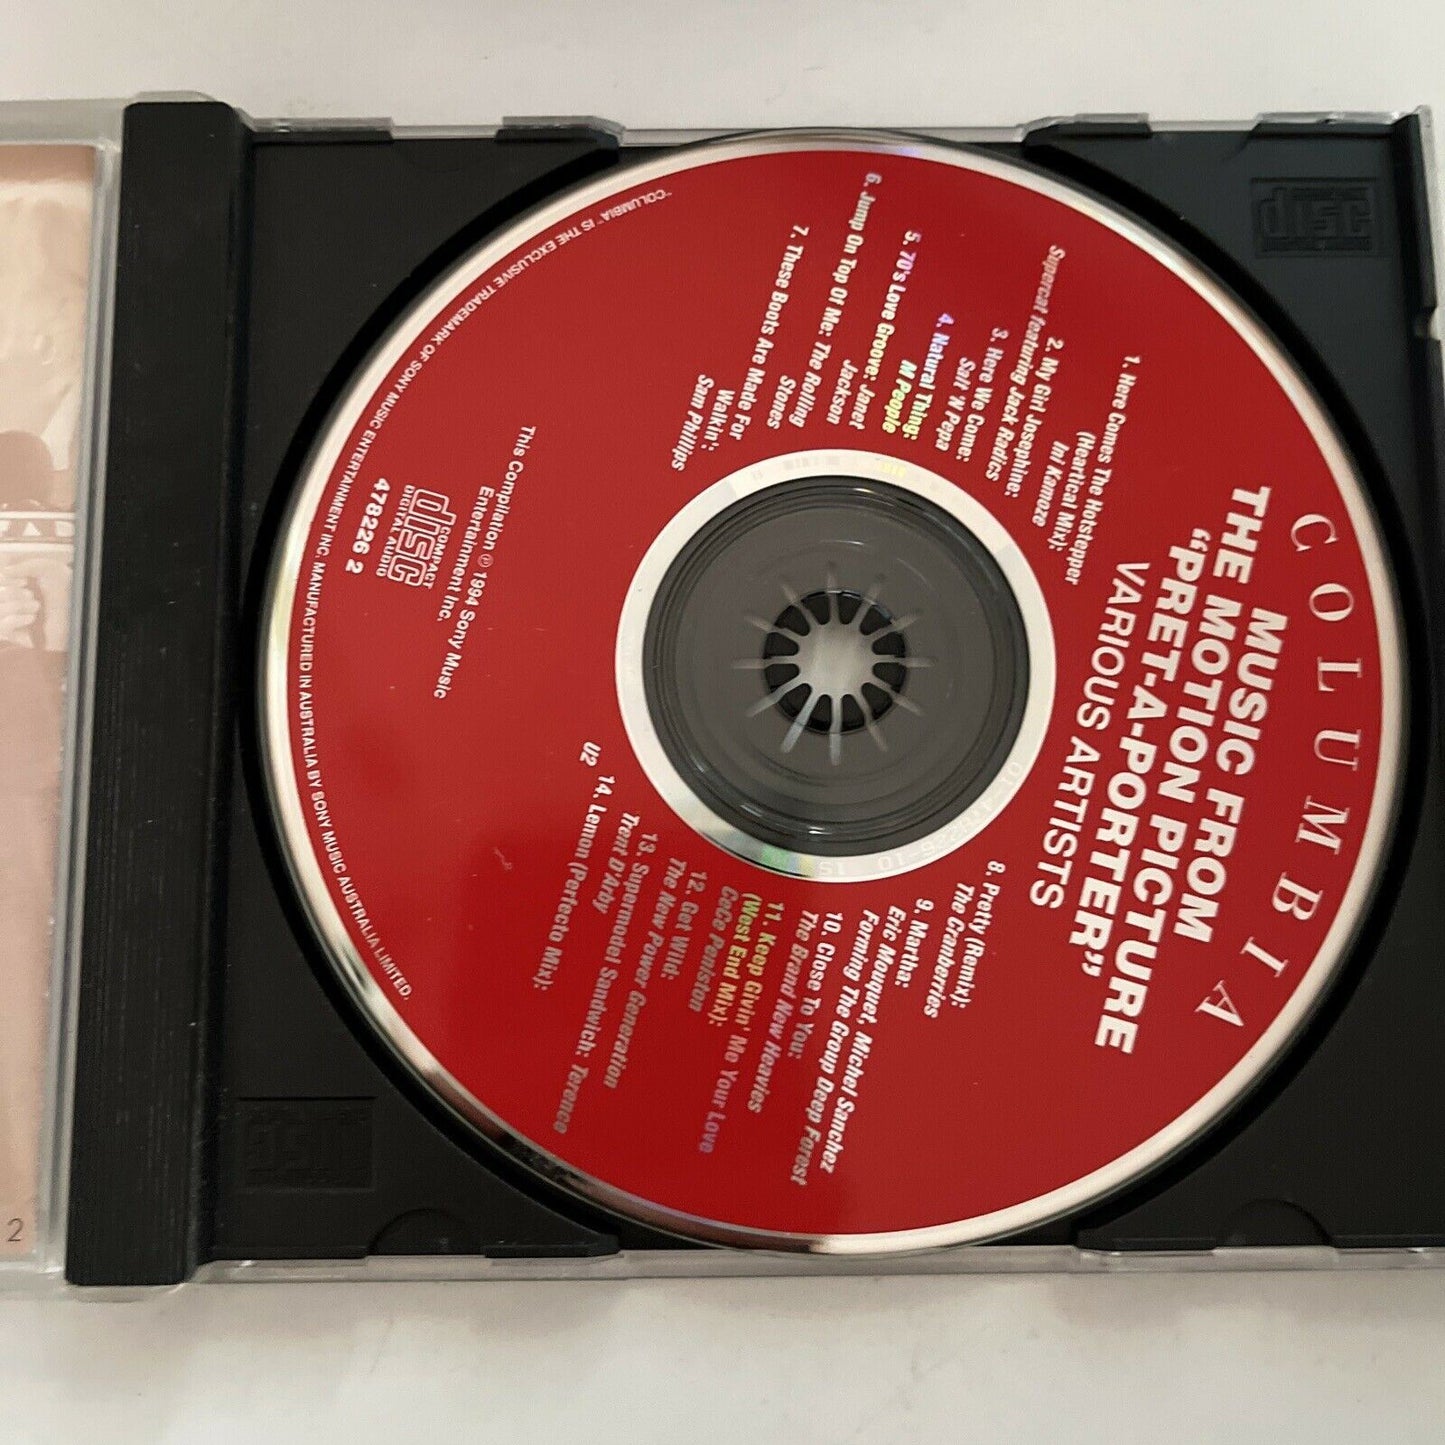 COLUMBIA
MUSIC FROM
THE MOTION PICTURE
“PRET-A-PORTER”
VARIOUS ARTISTS
1. Here Comes The Hotstepper
(Heartical Mix):
Ini Kamoze
2. My Girl Josephine:
Supercat featuring Jack Radics
3. Here We Come:
Salt 'N Pepa
4. Natural Thing:
M People
5. 70's Love Groove: Janet
Jackson
6. Jump On Top Of Me: The Rolling
Stones
7. These Boots Are Made For
Walkin':
Sam Phillips
8. Pretty (Remix):
The Cranberries
9. Martha:
Eric Mouquet, Michel Sanchez
Forming The Group Deep Forest
10. Close To You:
The Brand New Heavies
11. Keep Givin' Me Your Love
(West End Mix):
CeCe Peniston
12. Get Wild:
The New Power Generation
13. Supermodel Sandwich: Terence
Trent D'Arby
14. Lemon (Perfecto Mix):
U2
This Compilation ℗ 1994 Sony Music
Entertainment Inc.
COMPACT
disc
DIGITAL AUDIO
478226 2
"COLUMBIA" IS THE EXCLUSIVE TRADEMARK OF SONY MUSIC ENTERTAINMENT INC. MANUFACTURED IN AUSTRALIA BY SONY MUSIC AUSTRALIA LIMITED.
disc
2